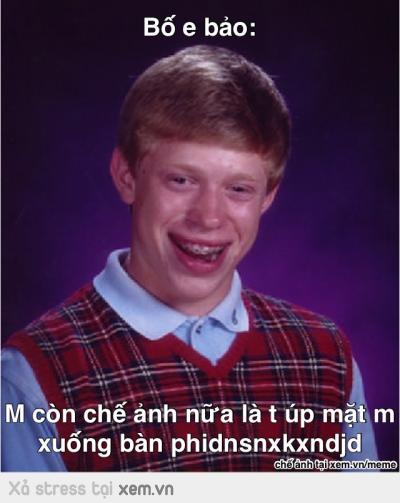 Bố e bảo:
M còn chế ảnh nữa là t úp mặt m
xuống bàn phidnsnxkxndjd
chế ảnh tại xem.vn/meme
Xả stress tại xem.vn